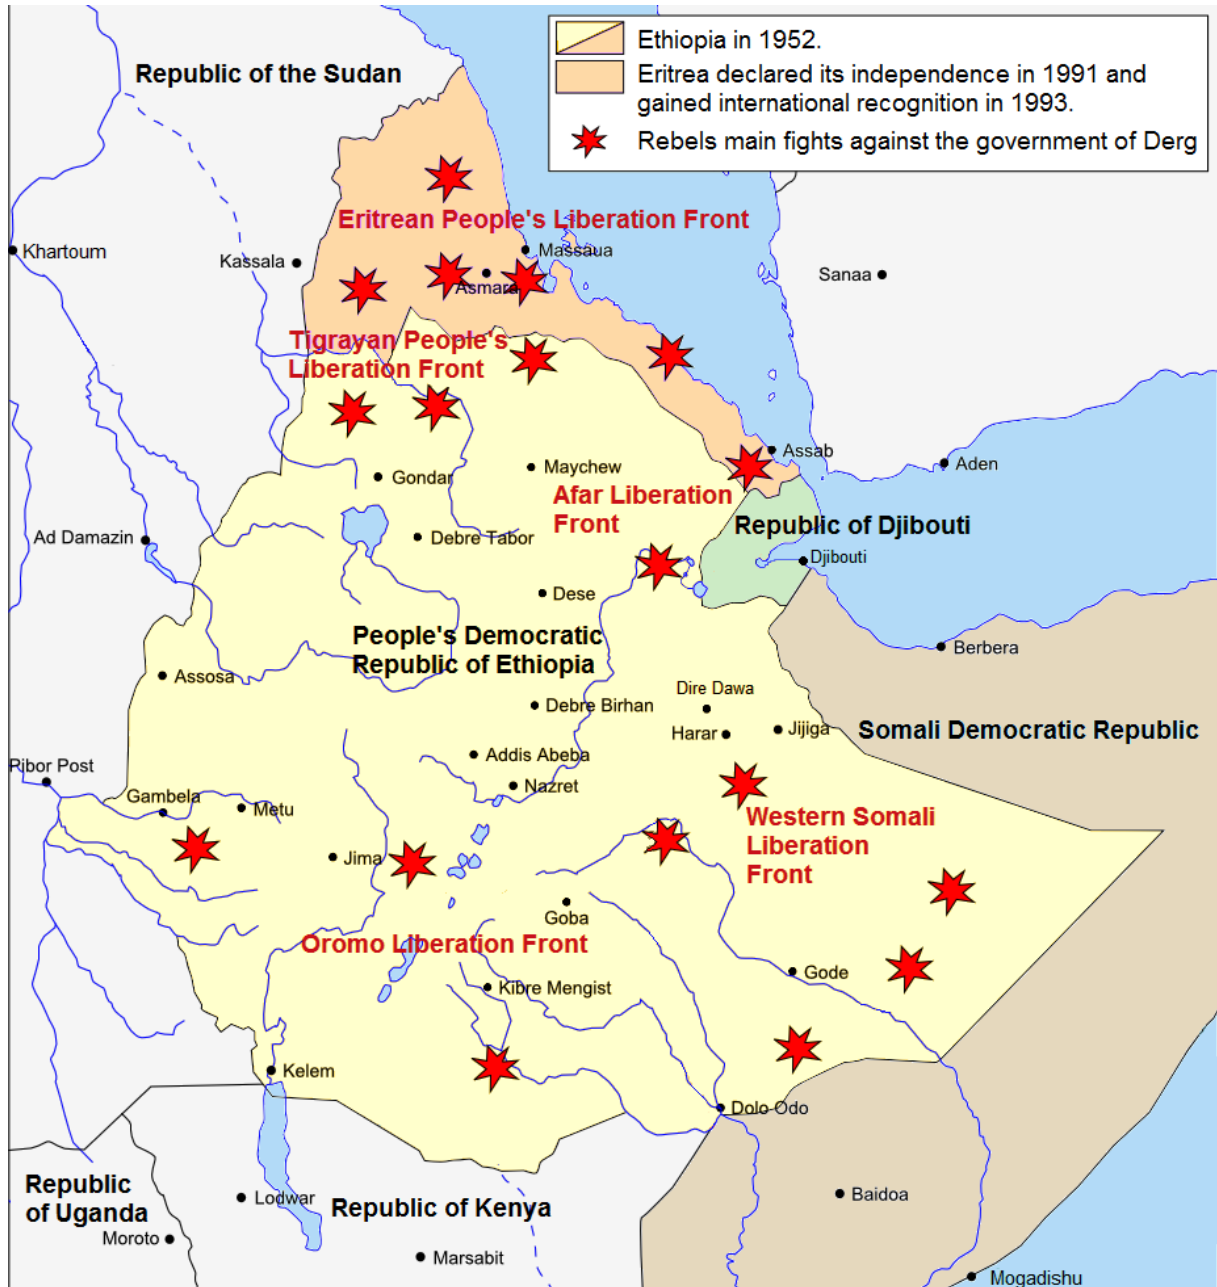 Ethiopia in 1952.
Eritrea declared its independence in 1991 and
gained international recognition in 1993.
Rebels main fights against the government of Derg
Republic of the Sudan
Eritrean People's Liberation Front
Khartoum
Kassala
Massaua
Asmara
Sanaa
Tigrayan People's
Liberation Front
Assab
Aden
Gondar
Maychew
Afar Liberation
Front
Republic of Djibouti
Ad Damazin
Debre Tabor
Djibouti
Dese
People's Democratic
Republic of Ethiopia
Berbera
Assosa
Dire Dawa
Debre Birhan
Harar
Jijiga
Somali Democratic Republic
Addis Abeba
Pibor Post
Nazret
Gambela
Metu
Western Somali
Liberation
Front
Jima
Goba
Oromo Liberation Front
Gode
Kibre Mengist
Kelem
Dolo Odo
Republic
of Uganda
Lodwar
Republic of Kenya
Baidoa
Moroto
Marsabit
Mogadishu